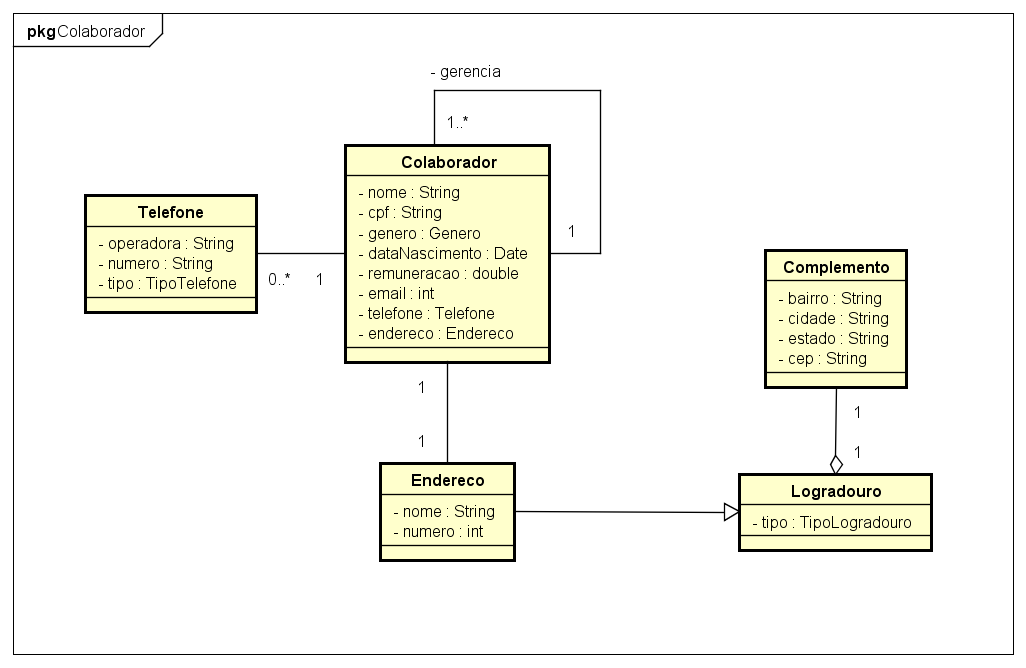 pkg Colaborador
- gerencia
1..*
Colaborador
- nome : String
- cpf : String
- genero : Genero
- dataNascimento : Date
- remuneracao : double
- email : int
- telefone : Telefone
- endereco : Endereco
1
Telefone
- operadora : String
- numero : String
- tipo : TipoTelefone
0..*
1
Complemento
- bairro : String
- cidade : String
- estado : String
- cep : String
1
1
1
1
Endereco
- nome : String
- numero : int
Logradouro
- tipo : TipoLogradouro